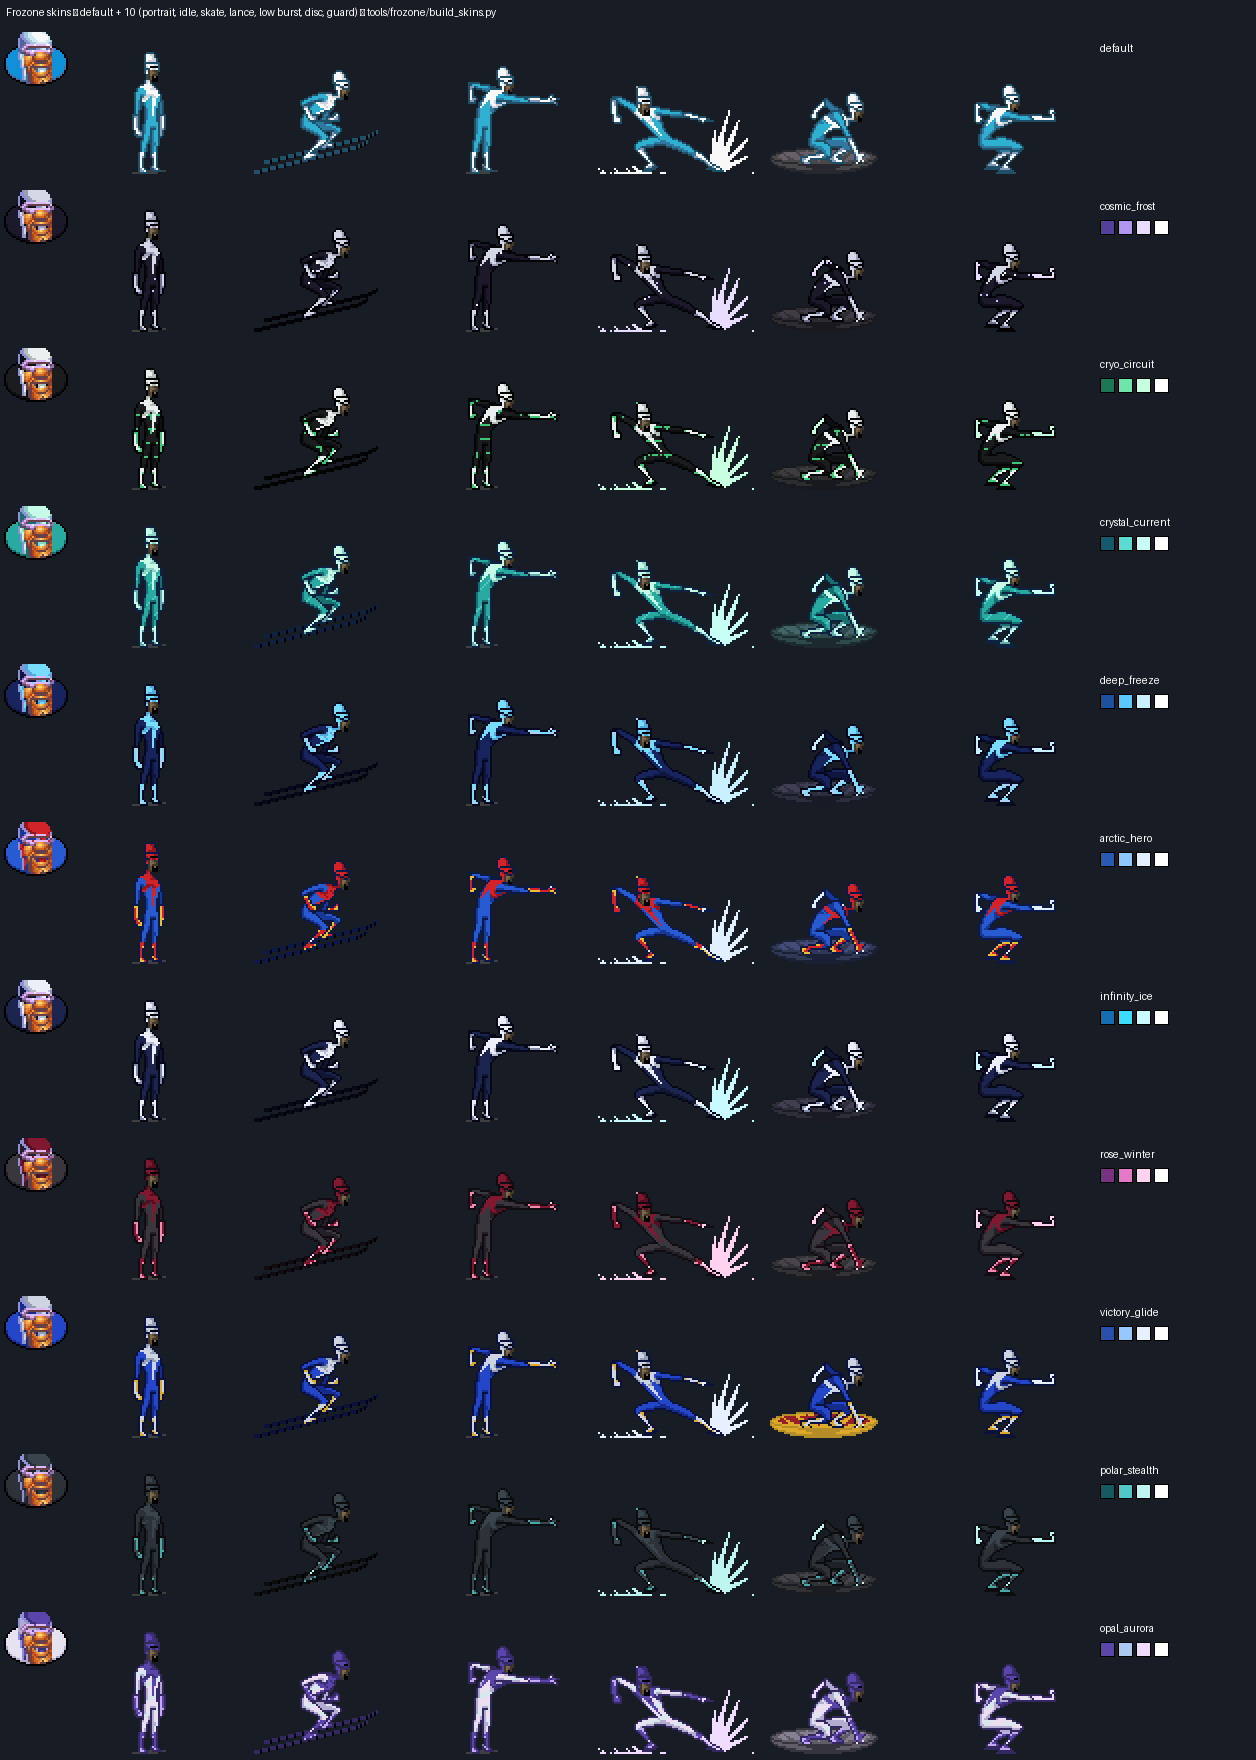 Frozone skins default + 10 (portrait, idle, skate, lance, low burst, disc, guard) tools/frozone/build_skins.py
default
cosmic_frost
cryo_circuit
crystal_current
deep_freeze
arctic_hero
infinity_ice
rose_winter
victory_glide
polar_stealth
opal_aurora